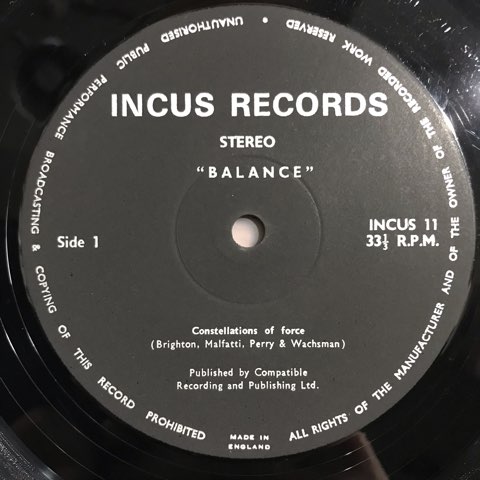 INCUS RECORDS
STEREO
"BALANCE"
Side 1
INCUS 11
33⅓ R.P.M.
Constellations of force
(Brighton, Malfatti, Perry & Wachsman)
Published by Compatible
Recording and Publishing Ltd.
MADE IN
ENGLAND
ALL RIGHTS OF THE MANUFACTURER AND OF THE OWNER OF THE RECORDED WORK RESERVED • UNAUTHORISED PUBLIC PERFORMANCE BROADCASTING & COPYING OF THIS RECORD PROHIBITED